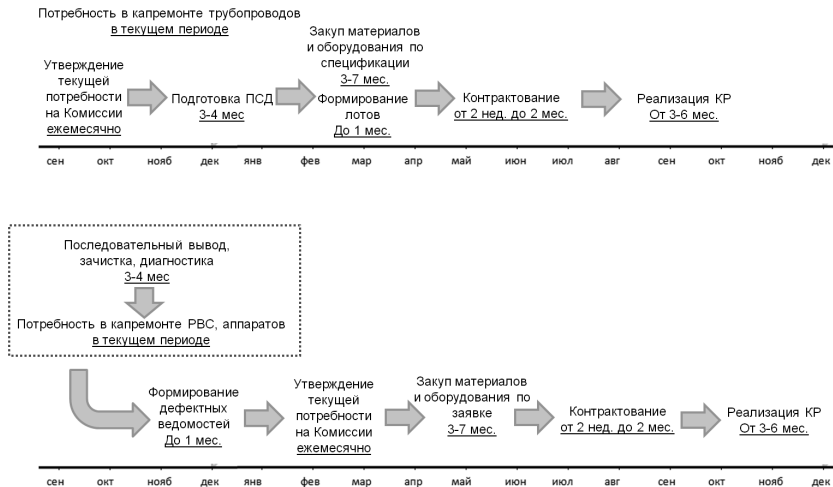 Потребность в капремонте трубопроводов
в текущем периоде
Утверждение
текущей
потребности
на Комиссии
ежемесячно
Подготовка ПСД
3-4 мес
Закуп материалов
и оборудования по
спецификации
3-7 мес.
Формирование
лотов
До 1 мес.
Контрактование
от 2 нед. до 2 мес.
Реализация КР
От 3-6 мес.
сен окт нояб дек янв фев мар апр май июн июл авг сен окт нояб дек
Последовательный вывод,
зачистка, диагностика
3-4 мес
Потребность в капремонте РВС, аппаратов
в текущем периоде
Формирование
дефектных
ведомостей
До 1 мес.
Утверждение
текущей
потребности
на Комиссии
ежемесячно
Закуп материалов
и оборудования по
заявке
3-7 мес.
Контрактование
от 2 нед. до 2 мес.
Реализация КР
От 3-6 мес.
сен окт нояб дек янв фев мар апр май июн июл авг сен окт нояб дек